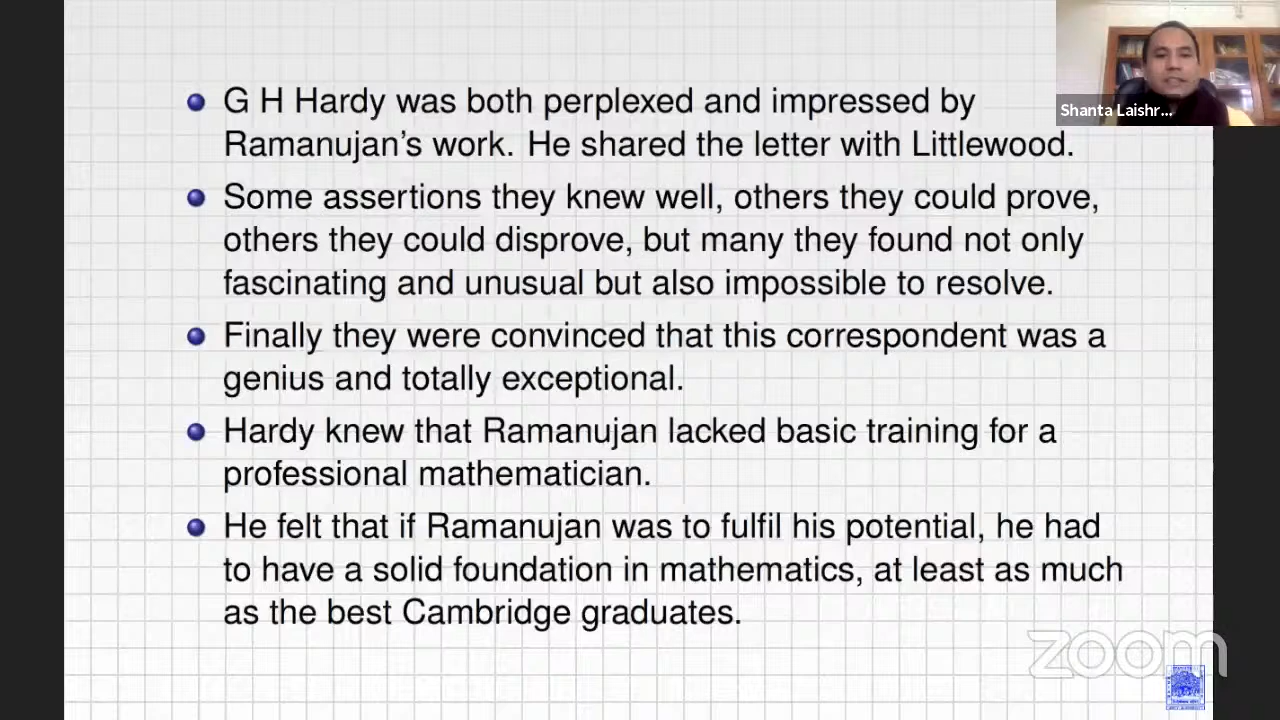 G H Hardy was both perplexed and impressed by
Ramanujan's work. He shared the letter with Littlewood.
Shanta Laishr...
Some assertions they knew well, others they could prove,
others they could disprove, but many they found not only
fascinating and unusual but also impossible to resolve.
Finally they were convinced that this correspondent was a
genius and totally exceptional.
Hardy knew that Ramanujan lacked basic training for a
professional mathematician.
He felt that if Ramanujan was to fulfil his potential, he had
to have a solid foundation in mathematics, at least as much
as the best Cambridge graduates.
zoom